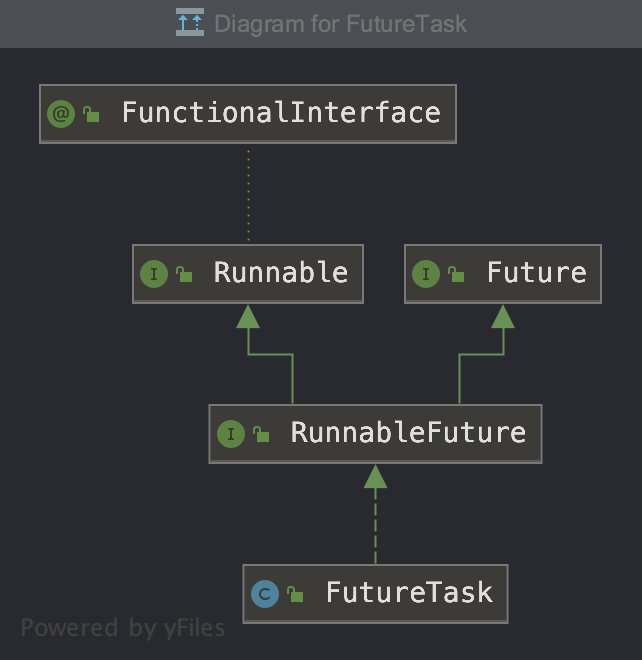 Diagram for FutureTask
@ FunctionalInterface
I Runnable
I Future
I RunnableFuture
C FutureTask
Powered by yFiles